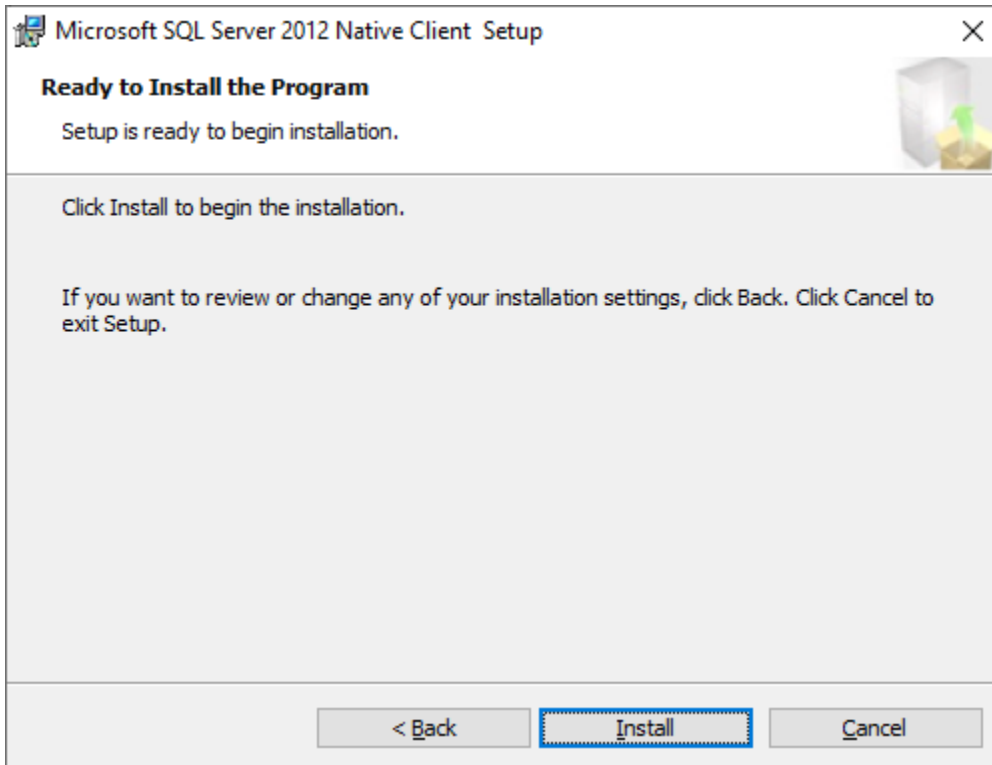 Microsoft SQL Server 2012 Native Client  Setup
Ready to Install the Program
Setup is ready to begin installation.
Click Install to begin the installation.
If you want to review or change any of your installation settings, click Back. Click Cancel to
exit Setup.
< Back
Install
Cancel